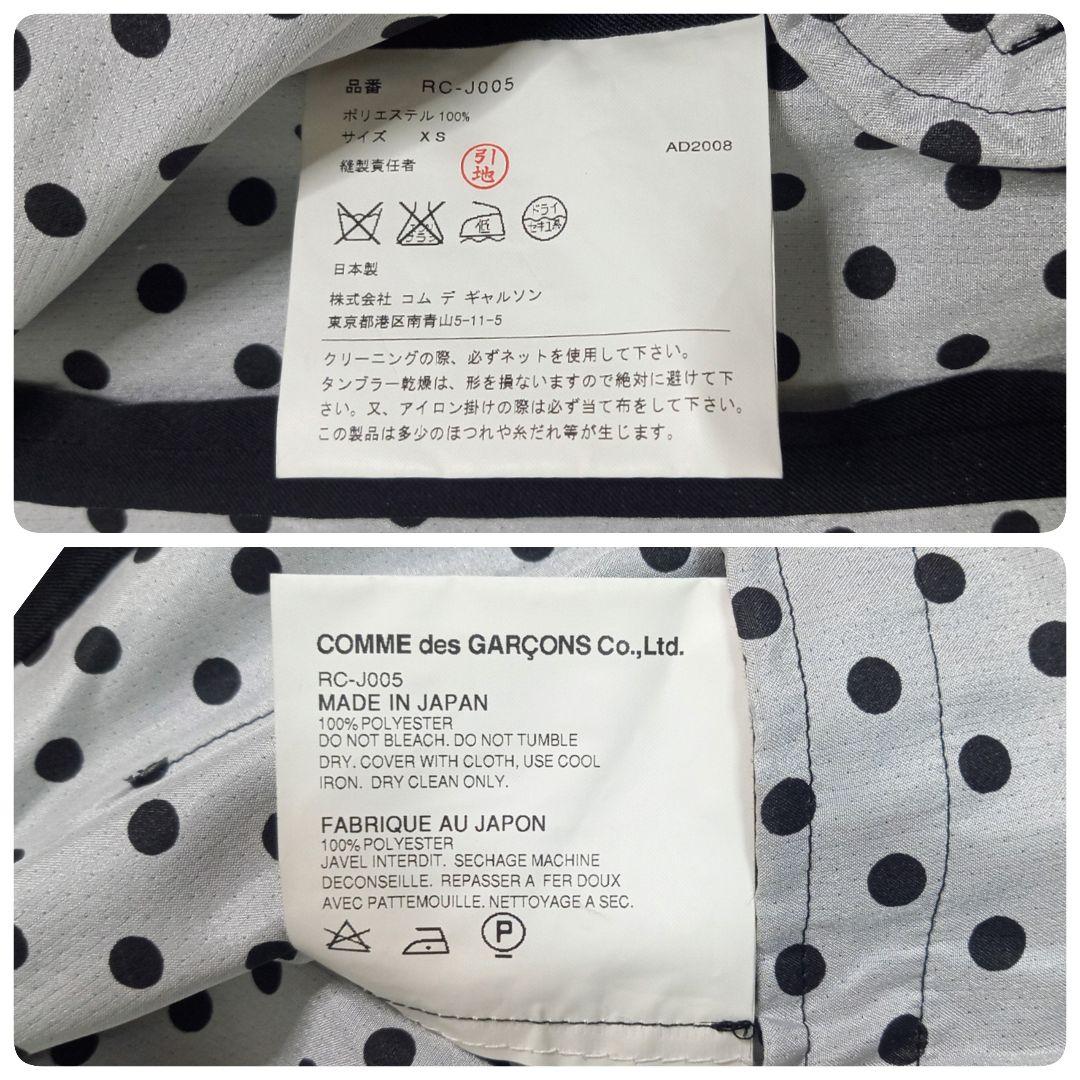 品番 RC-J005
ポリエステル 100%
サイズ XS
AD2008
縫製責任者 引地
低
ドライ
セキユ系
日本製
株式会社 コム デ ギャルソン
東京都港区南青山5-11-5
クリーニングの際、必ずネットを使用して下さい。
タンブラー乾燥は、形を損ないますので絶対に避けて下
さい。又、アイロン掛けの際は必ず当て布をして下さい。
この製品は多少のほつれや糸だれ等が生じます。
COMME des GARÇONS Co.,Ltd.
RC-J005
MADE IN JAPAN
100% POLYESTER
DO NOT BLEACH. DO NOT TUMBLE
DRY. COVER WITH CLOTH, USE COOL
IRON. DRY CLEAN ONLY.
FABRIQUE AU JAPON
100% POLYESTER
JAVEL INTERDIT. SECHAGE MACHINE
DECONSEILLE. REPASSER A FER DOUX
AVEC PATTEMOUILLE. NETTOYAGE A SEC.
P